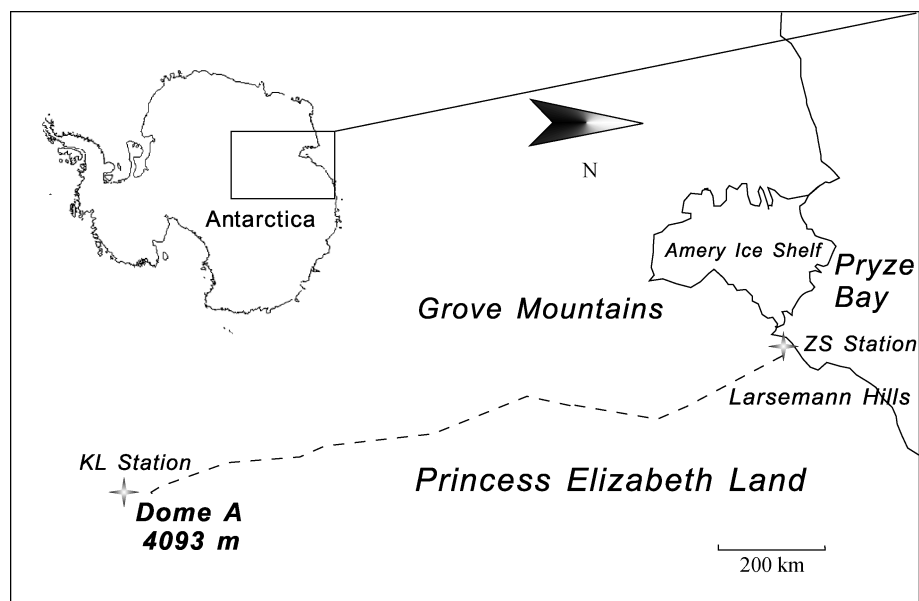 N
Antarctica
Amery Ice Shelf
Pryze
Bay
Grove Mountains
ZS Station
Larsemann Hills
KL Station
Princess Elizabeth Land
Dome A
4093 m
200 km